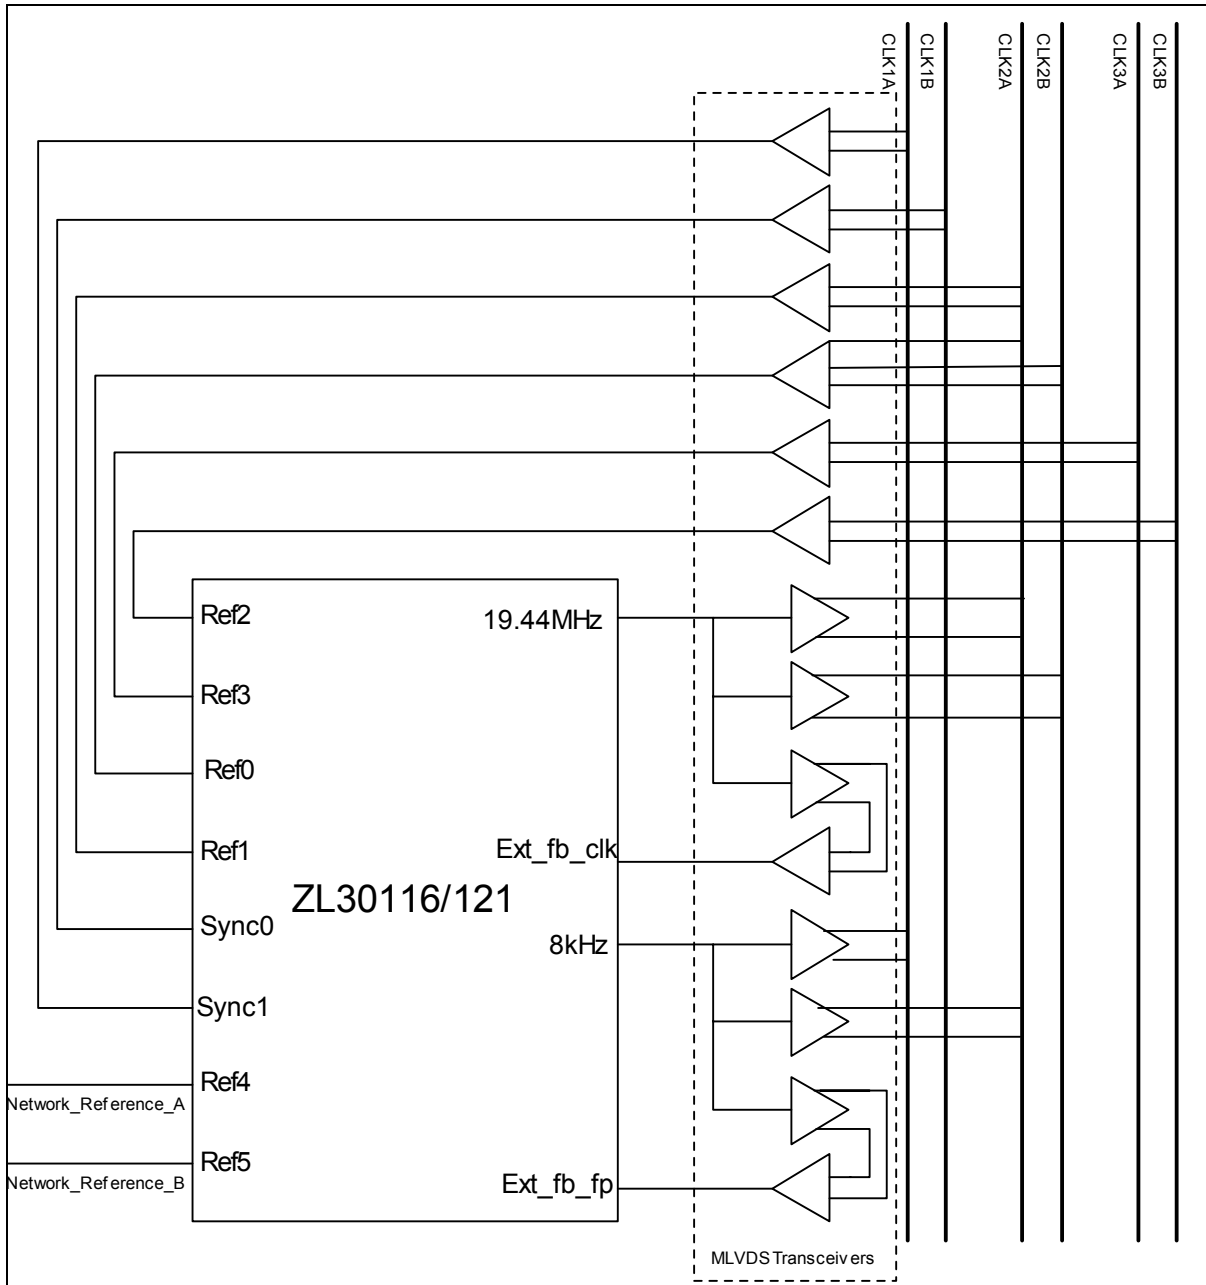 CLK1A
CLK1B
CLK2A
CLK2B
CLK3A
CLK3B
Ref2
19.44MHz
Ref3
Ref0
Ref1
Ext_fb_clk
ZL30116/121
Sync0
8kHz
Sync1
Ref4
Network_Reference_A
Ref5
Network_Reference_B
Ext_fb_fp
MLVDS Transceivers